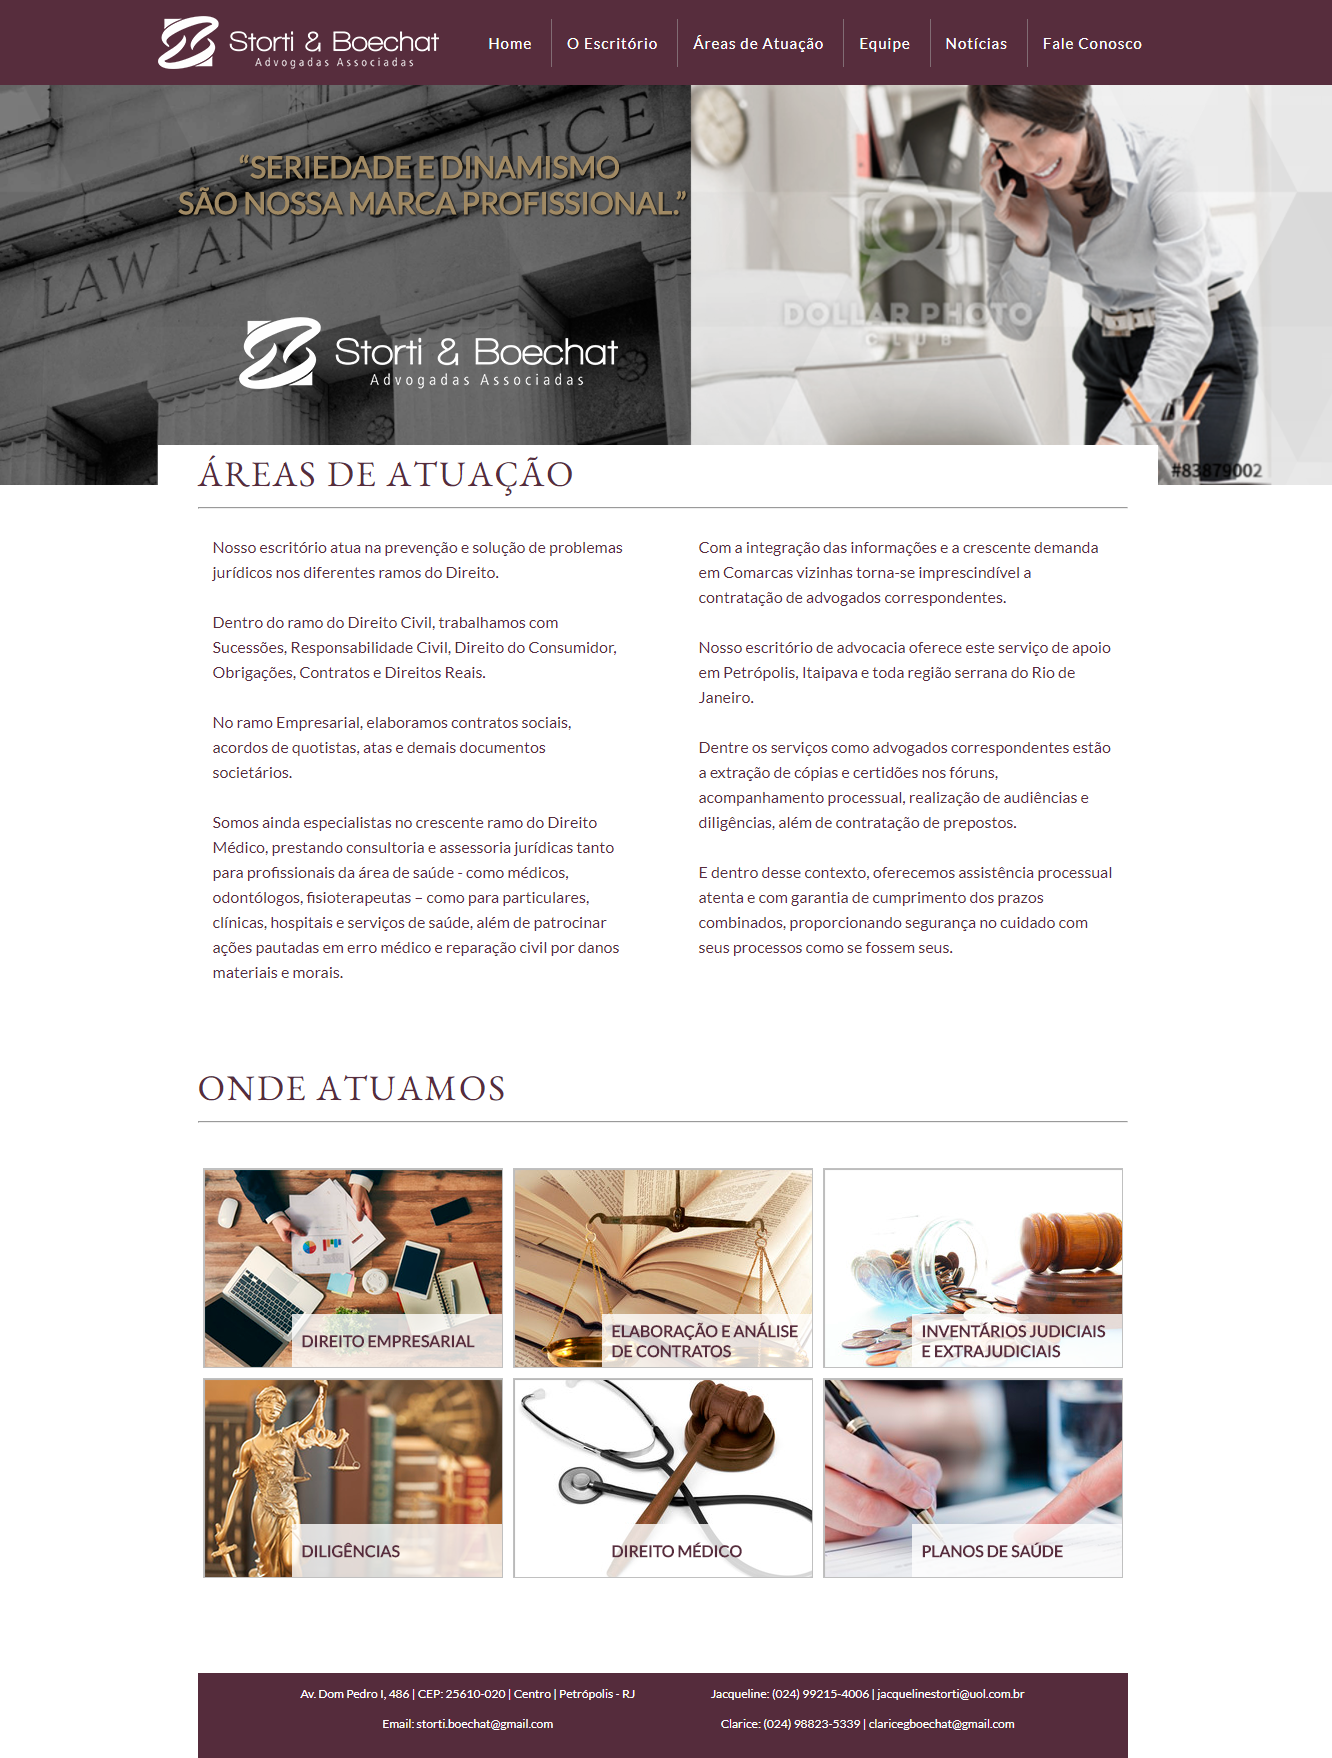 Storti & Boechat
Advogadas Associadas
Home
O Escritório
Áreas de Atuação
Equipe
Notícias
Fale Conosco
LAW AND JUSTICE
“SERIEDADE E DINAMISMO
SÃO NOSSA MARCA PROFISSIONAL.”
Storti & Boechat
Advogadas Associadas
DOLLAR PHOTO
CLUB
#83879002
ÁREAS DE ATUAÇÃO
Nosso escritório atua na prevenção e solução de problemas
jurídicos nos diferentes ramos do Direito.
Dentro do ramo do Direito Civil, trabalhamos com
Sucessões, Responsabilidade Civil, Direito do Consumidor,
Obrigações, Contratos e Direitos Reais.
No ramo Empresarial, elaboramos contratos sociais,
acordos de quotistas, atas e demais documentos
societários.
Somos ainda especialistas no crescente ramo do Direito
Médico, prestando consultoria e assessoria jurídicas tanto
para profissionais da área de saúde - como médicos,
odontólogos, fisioterapeutas – como para particulares,
clínicas, hospitais e serviços de saúde, além de patrocinar
ações pautadas em erro médico e reparação civil por danos
materiais e morais.
Com a integração das informações e a crescente demanda
em Comarcas vizinhas torna-se imprescindível a
contratação de advogados correspondentes.
Nosso escritório de advocacia oferece este serviço de apoio
em Petrópolis, Itaipava e toda região serrana do Rio de
Janeiro.
Dentre os serviços como advogados correspondentes estão
a extração de cópias e certidões nos fóruns,
acompanhamento processual, realização de audiências e
diligências, além de contratação de prepostos.
E dentro desse contexto, oferecemos assistência processual
atenta e com garantia de cumprimento dos prazos
combinados, proporcionando segurança no cuidado com
seus processos como se fossem seus.
ONDE ATUAMOS
DIREITO EMPRESARIAL
ELABORAÇÃO E ANÁLISE
DE CONTRATOS
INVENTÁRIOS JUDICIAIS
E EXTRAJUDICIAIS
DILIGÊNCIAS
DIREITO MÉDICO
PLANOS DE SAÚDE
Av. Dom Pedro I, 486 | CEP: 25610-020 | Centro | Petrópolis - RJ
Email: storti.boechat@gmail.com
Jacqueline: (024) 99215-4006 | jacquelinestorti@uol.com.br
Clarice: (024) 98823-5339 | claricegboechat@gmail.com